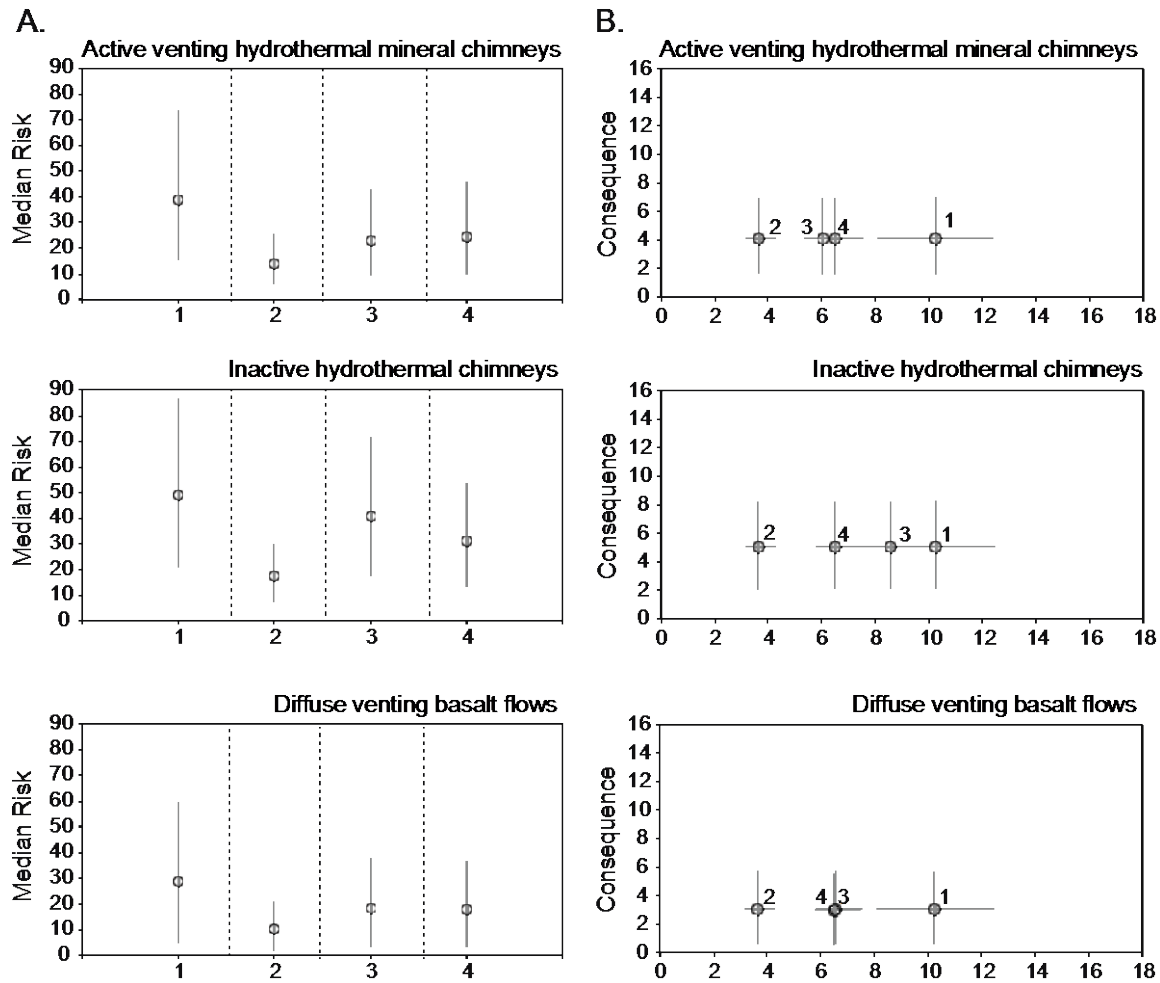 A.
B.
Active venting hydrothermal mineral chimneys
90
80
70
60
50
40
30
20
10
0
Median Risk
1 2 3 4
Active venting hydrothermal mineral chimneys
16
14
12
10
8
6
4
2
0
Consequence
2 3 4 1
0 2 4 6 8 10 12 14 16 18
Inactive hydrothermal chimneys
90
80
70
60
50
40
30
20
10
0
Median Risk
1 2 3 4
Inactive hydrothermal chimneys
16
14
12
10
8
6
4
2
0
Consequence
2 4 3 1
0 2 4 6 8 10 12 14 16 18
Diffuse venting basalt flows
90
80
70
60
50
40
30
20
10
0
Median Risk
1 2 3 4
Diffuse venting basalt flows
16
14
12
10
8
6
4
2
0
Consequence
2 4 3 1
0 2 4 6 8 10 12 14 16 18